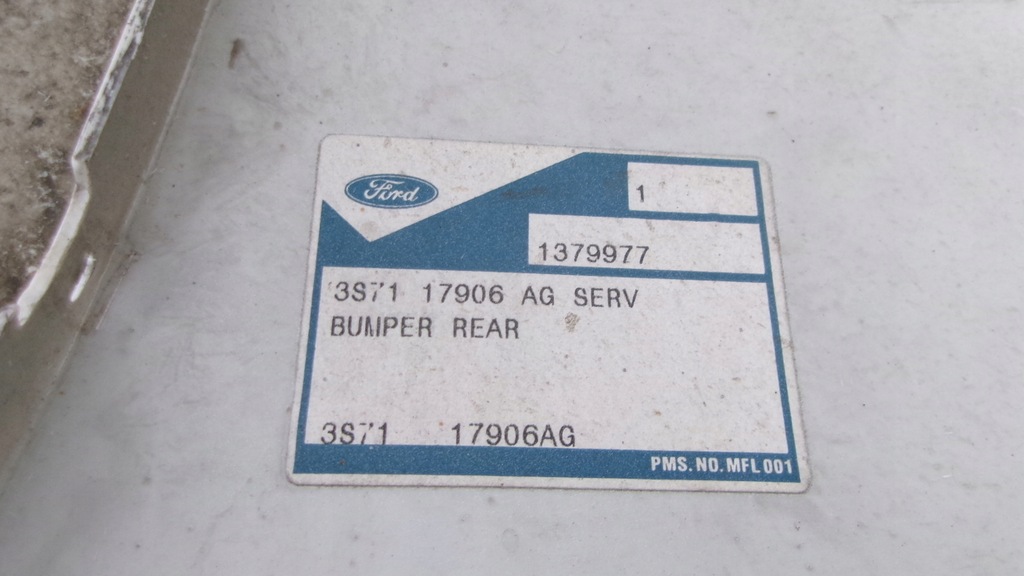 Ford
1
1379977
3S71 17906 AG SERV
BUMPER REAR
3S71 17906AG
PMS. NO. MFL 001